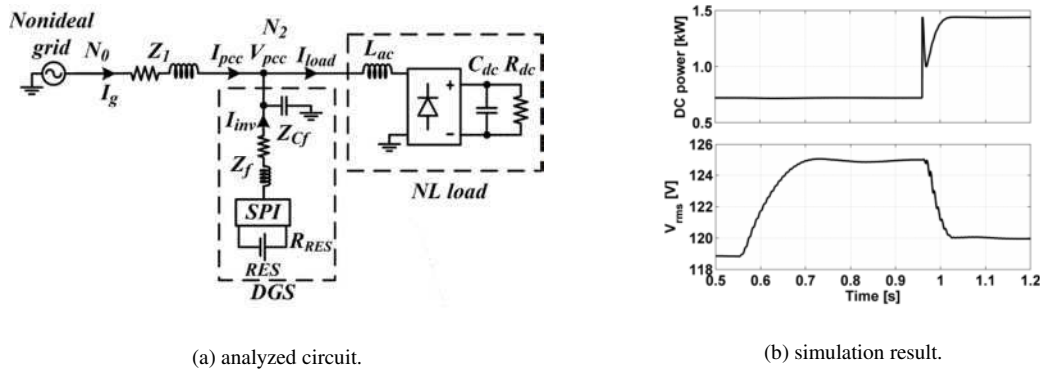 Nonideal
grid
N0
Z1
Ig
Ipcc
N2
Vpcc
Iload
Lac
Cdc Rdc
+
-
NL load
Iinv
ZCf
Zf
SPI
RRES
RES
DGS
(a) analyzed circuit.
DC power [kW]
1.5
1.0
0.5
Vrms [V]
126
124
122
120
118
0.5 0.6 0.7 0.8 0.9 1 1.1 1.2
Time [s]
(b) simulation result.